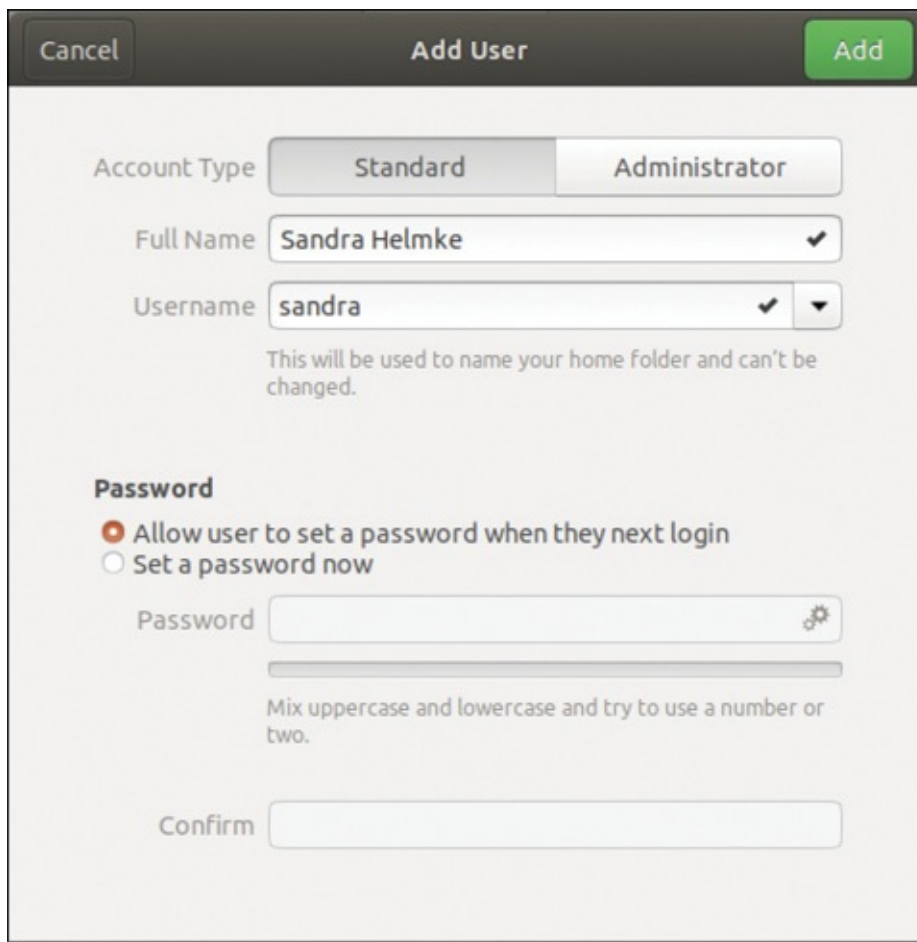 Cancel Add User Add
Account Type Standard Administrator
Full Name Sandra Helmke
Username sandra
This will be used to name your home folder and can't be
changed.
Password
Allow user to set a password when they next login
Set a password now
Password
Mix uppercase and lowercase and try to use a number or
two.
Confirm